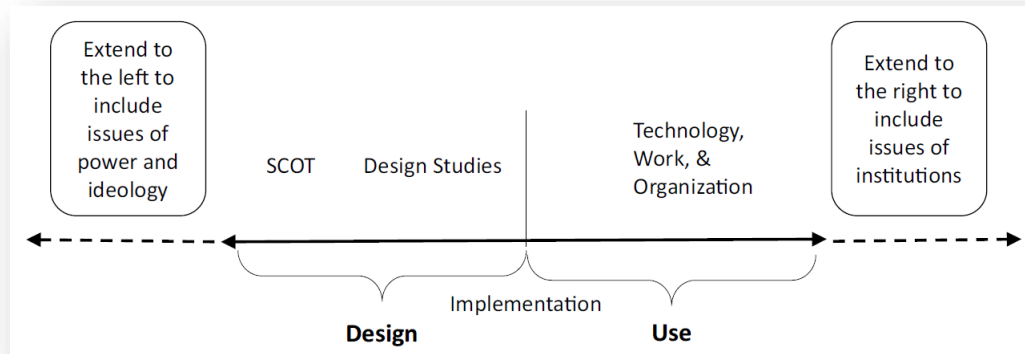 Extend to
the left to
include
issues of
power and
ideology
SCOT
Design Studies
Technology,
Work, &
Organization
Extend to
the right to
include
issues of
institutions
Implementation
Design
Use